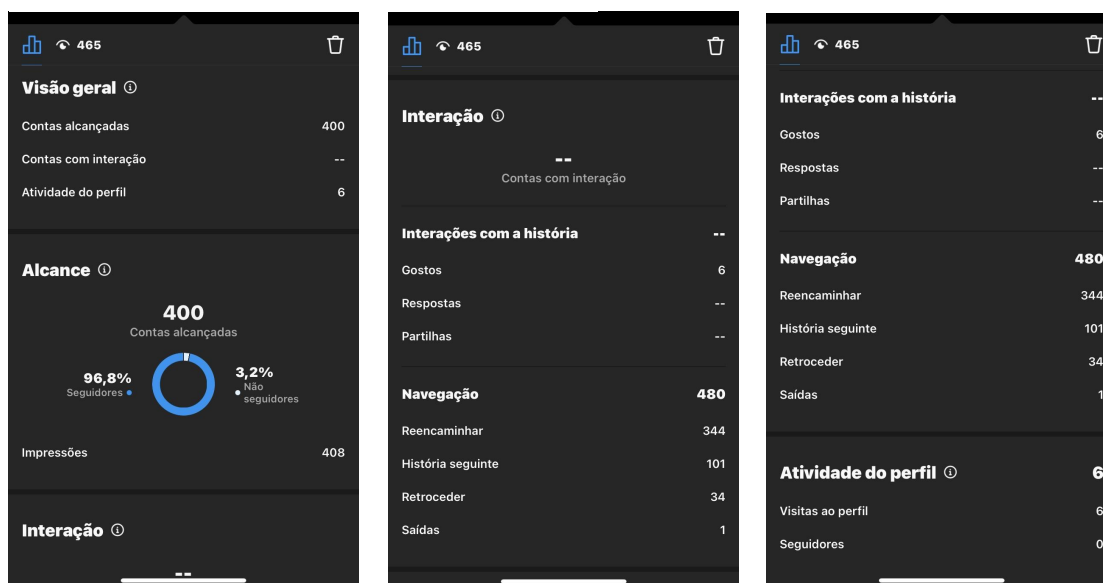 465
Visão geral
Contas alcançadas 400
Contas com interação --
Atividade do perfil 6
Alcance
400
Contas alcançadas
96,8%
Seguidores
3,2%
Não
seguidores
Impressões 408
Interação
--
465
Interação
--
Contas com interação
Interações com a história --
Gostos 6
Respostas --
Partilhas --
Navegação 480
Reencaminhar 344
História seguinte 101
Retroceder 34
Saídas 1
465
Interações com a história --
Gostos 6
Respostas --
Partilhas --
Navegação 480
Reencaminhar 344
História seguinte 101
Retroceder 34
Saídas 1
Atividade do perfil 6
Visitas ao perfil 6
Seguidores 0